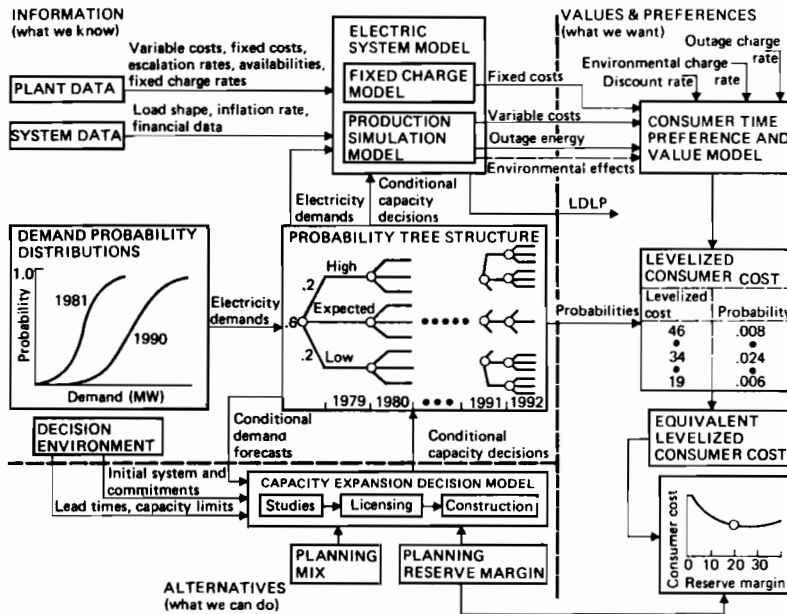 INFORMATION
(what we know)
VALUES & PREFERENCES
(what we want)
Variable costs, fixed costs,
escalation rates, availabilities,
fixed charge rates
PLANT DATA
Load shape, inflation rate,
financial data
SYSTEM DATA
ELECTRIC
SYSTEM MODEL
FIXED CHARGE
MODEL
PRODUCTION
SIMULATION
MODEL
Fixed costs
Variable costs
Outage energy
Environmental effects
Outage charge
rate
Environmental charge
rate
Discount rate
CONSUMER TIME
PREFERENCE AND
VALUE MODEL
Electricity
demands
Conditional
capacity
decisions
LDLP
DEMAND PROBABILITY
DISTRIBUTIONS
1.0
Probability
1981
1990
Demand (MW)
Electricity
demands
PROBABILITY TREE STRUCTURE
.2
High
.6
Expected
.2
Low
1979
1980
1991
1992
Probabilities
LEVELIZED
CONSUMER COST
Levelized
cost
Probability
46
.008
34
.024
19
.006
DECISION
ENVIRONMENT
Conditional
demand
forecasts
Conditional
capacity decisions
EQUIVALENT
LEVELIZED
CONSUMER COST
Initial system and
commitments
Lead times, capacity limits
CAPACITY EXPANSION DECISION MODEL
Studies
Licensing
Construction
Consumer cost
0 10 20 30
Reserve margin
PLANNING
MIX
PLANNING
RESERVE MARGIN
ALTERNATIVES
(what we can do)